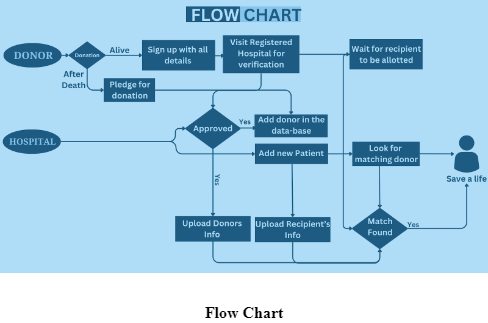 FLOW CHART
DONOR
Donation
Alive
Sign up with all
details
Visit Registered
Hospital for
verification
Wait for recipient
to be allotted
After
Death
Pledge for
donation
HOSPITAL
Approved
Yes
Add donor in the
data-base
Add new Patient
Look for
matching donor
Save a life
Yes
Upload Donors
Info
Upload Recipient's
Info
Match
Found
Yes
Flow Chart